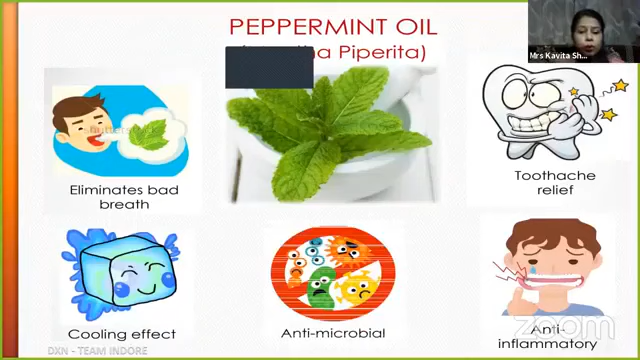 PEPPERMINT OIL
ha Piperita)
Mrs Kavita Sh...
Eliminates bad
breath
Toothache
relief
Cooling effect
Anti-microbial
Anti-
inflammatory
zoom
DXN - TEAM INDORE